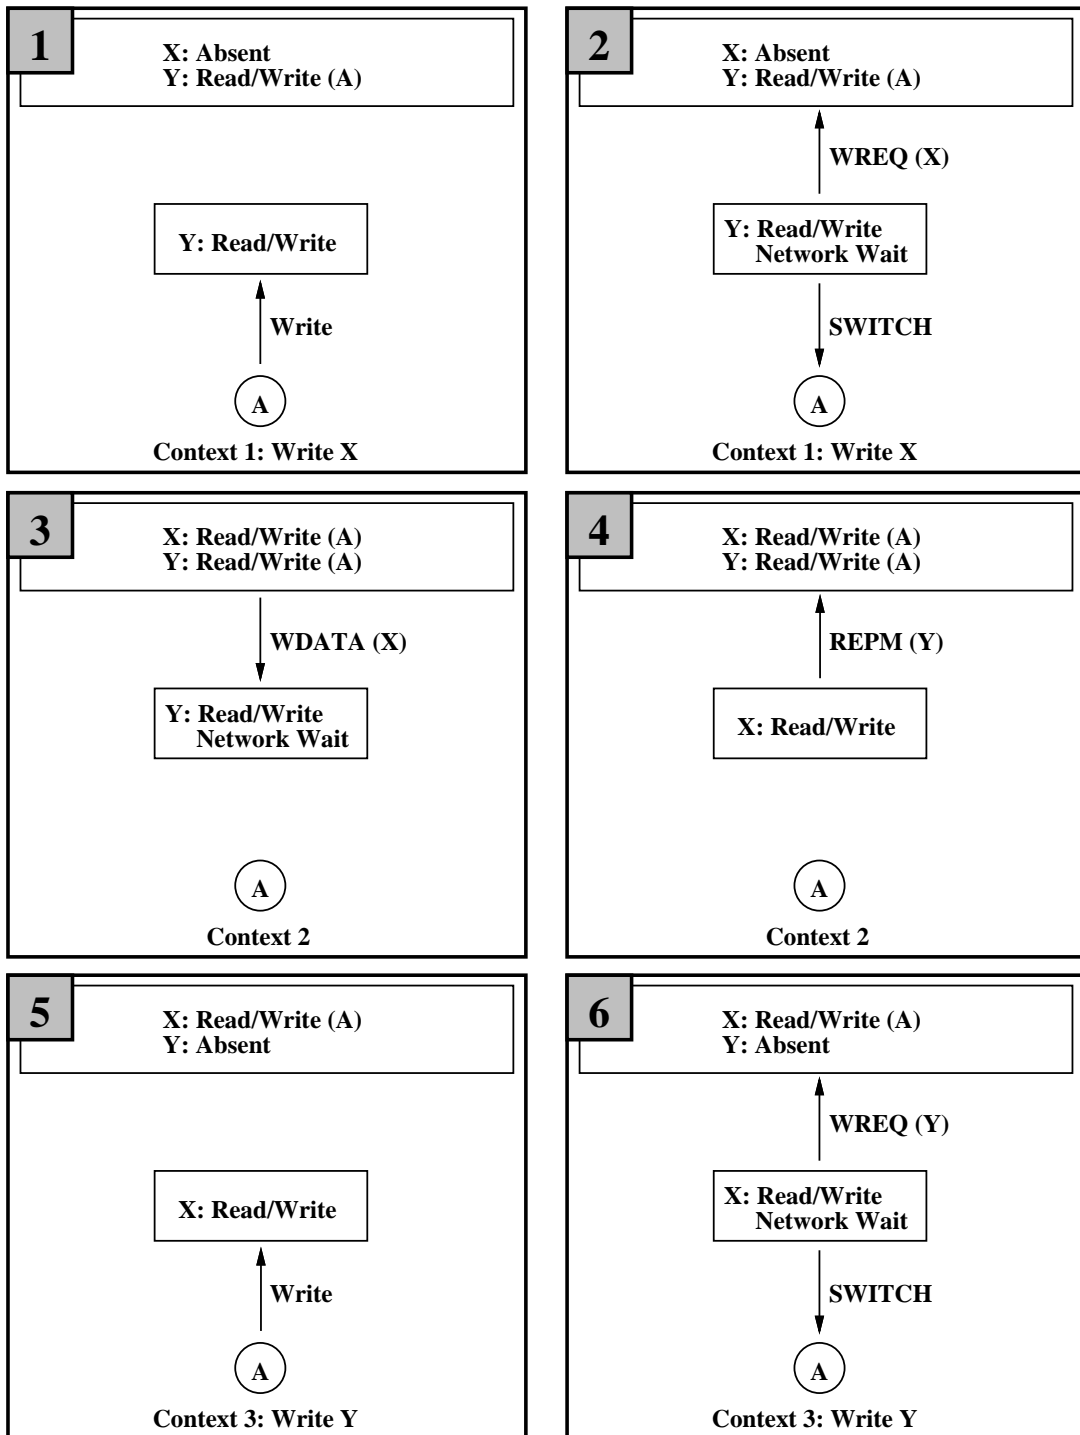 1
X: Absent
Y: Read/Write (A)
Y: Read/Write
Write
A
Context 1: Write X
2
X: Absent
Y: Read/Write (A)
WREQ (X)
Y: Read/Write
Network Wait
SWITCH
A
Context 1: Write X
3
X: Read/Write (A)
Y: Read/Write (A)
WDATA (X)
Y: Read/Write
Network Wait
A
Context 2
4
X: Read/Write (A)
Y: Read/Write (A)
REPM (Y)
X: Read/Write
A
Context 2
5
X: Read/Write (A)
Y: Absent
X: Read/Write
Write
A
Context 3: Write Y
6
X: Read/Write (A)
Y: Absent
WREQ (Y)
X: Read/Write
Network Wait
SWITCH
A
Context 3: Write Y